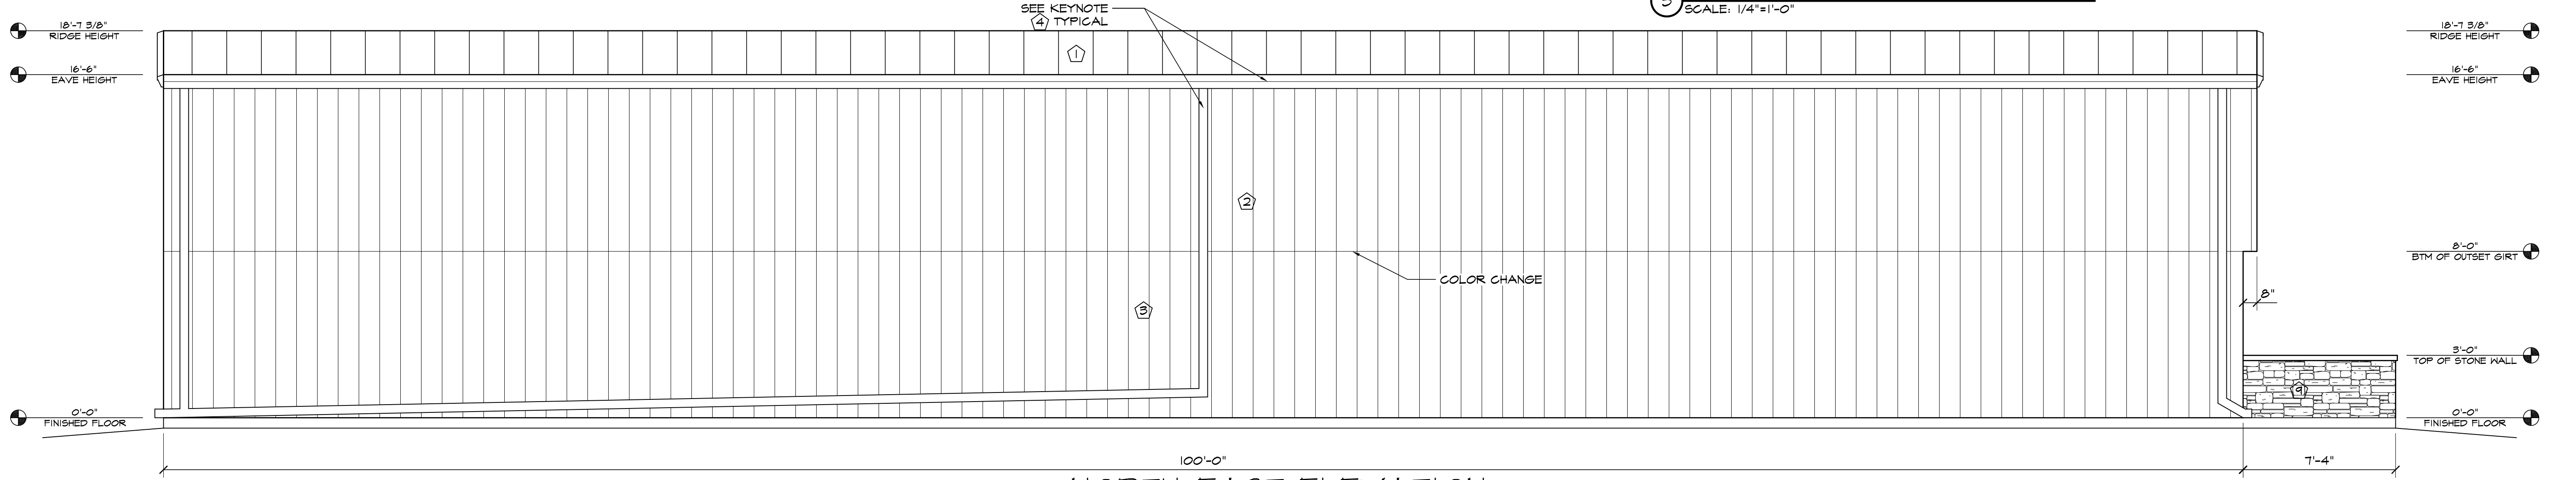 SEE KEYNOTE
4 TYPICAL
SCALE: 1/4"=1'-0"
18'-7 3/8"
RIDGE HEIGHT
16'-6"
EAVE HEIGHT
1
18'-7 3/8"
RIDGE HEIGHT
16'-6"
EAVE HEIGHT
2
8'-0"
BTM OF OUTSET GIRT
COLOR CHANGE
8"
3
3'-0"
TOP OF STONE WALL
9
0'-0"
FINISHED FLOOR
0'-0"
FINISHED FLOOR
100'-0"
7'-4"